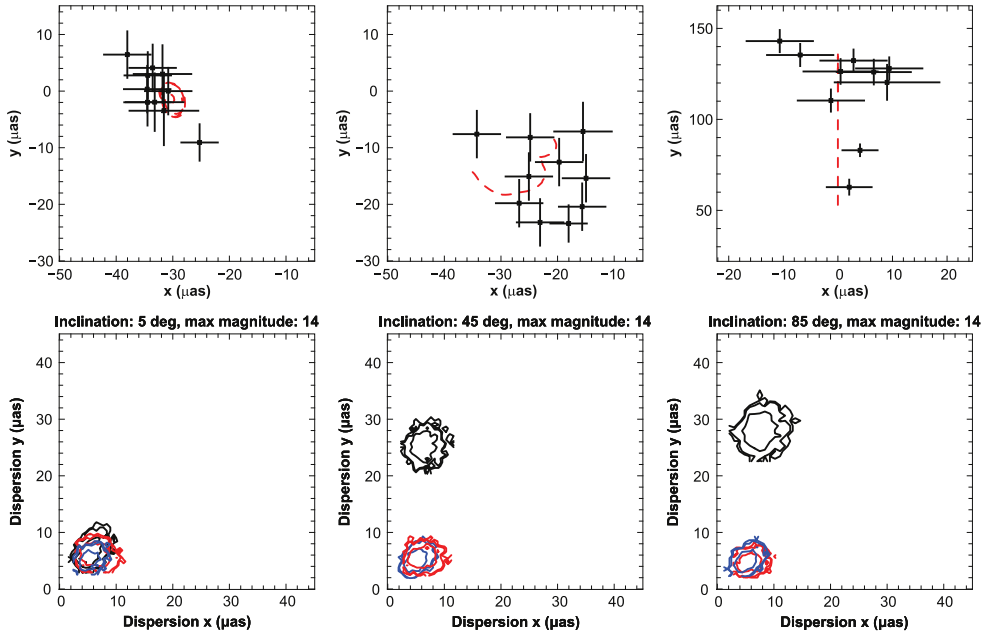 10
0
−10
−20
−30
y (µas)
−50 −40 −30 −20 −10
x (µas)
10
0
−10
−20
−30
y (µas)
−50 −40 −30 −20 −10
x (µas)
150
100
50
y (µas)
−20 −10 0 10 20
x (µas)
Inclination: 5 deg, max magnitude: 14
40
30
20
10
0
Dispersion y (µas)
0 10 20 30 40
Dispersion x (µas)
Inclination: 45 deg, max magnitude: 14
40
30
20
10
0
Dispersion y (µas)
0 10 20 30 40
Dispersion x (µas)
Inclination: 85 deg, max magnitude: 14
40
30
20
10
0
Dispersion y (µas)
0 10 20 30 40
Dispersion x (µas)